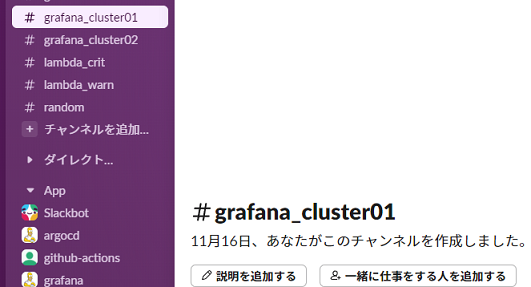 # grafana_cluster01
# grafana_cluster02
# lambda_crit
# lambda_warn
# random
+ チャンネルを追加...
ダイレクト...
App
Slackbot
argocd
github-actions
grafana
# grafana_cluster01
11月16日、あなたがこのチャンネルを作成しました。
説明を追加する
一緒に仕事をする人を追加する